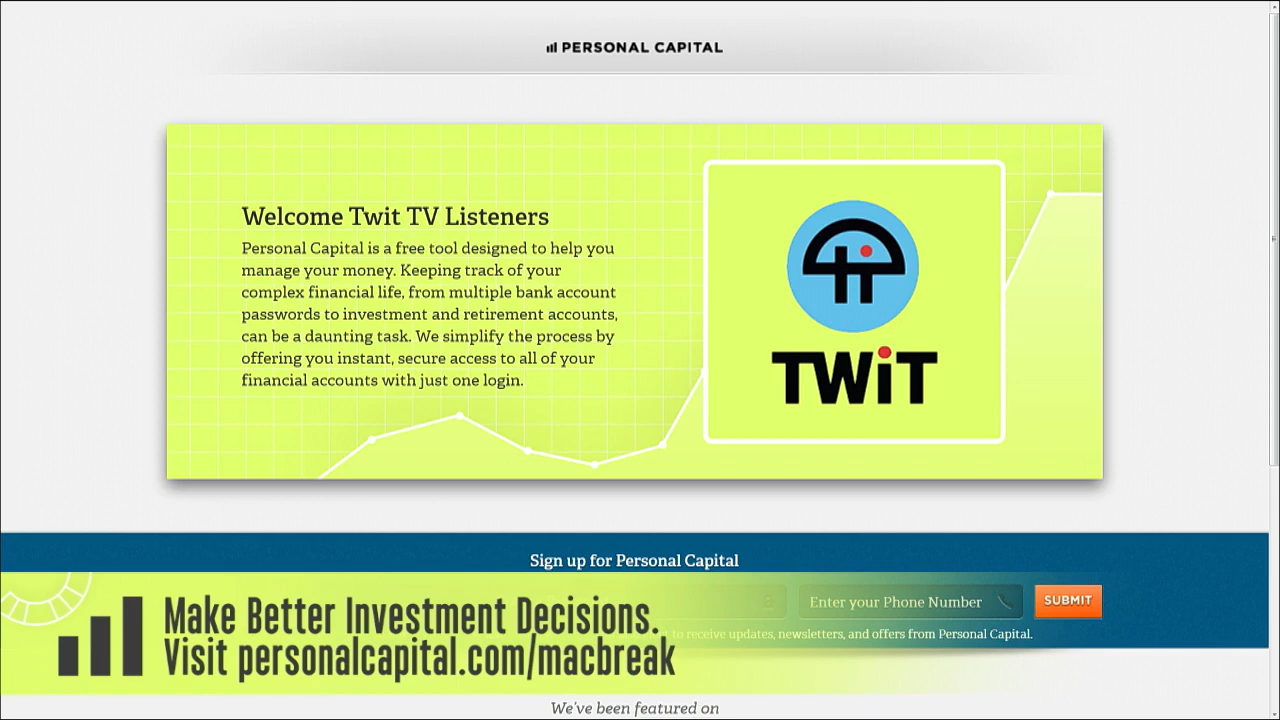 PERSONAL CAPITAL
Welcome Twit TV Listeners
Personal Capital is a free tool designed to help you
manage your money. Keeping track of your
complex financial life, from multiple bank account
passwords to investment and retirement accounts,
can be a daunting task. We simplify the process by
offering you instant, secure access to all of your
financial accounts with just one login.
TWiT
Sign up for Personal Capital
Enter your Phone Number
SUBMIT
to receive updates, newsletters, and offers from Personal Capital.
Make Better Investment Decisions.
Visit personalcapital.com/macbreak
We've been featured on